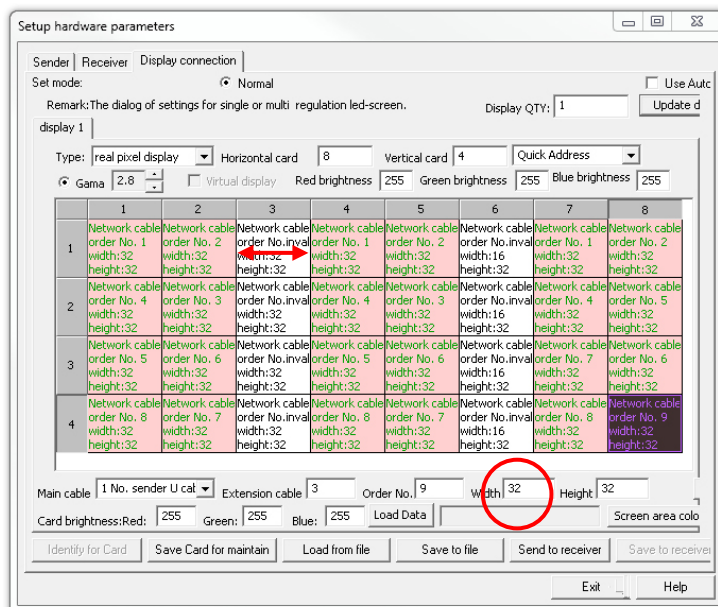 Setup hardware parameters
Sender Receiver Display connection
Set mode: Normal Use Autc
Remark:The dialog of settings for single or multi regulation led-screen. Display QTY: 1 Update d
display 1
Type: real pixel display Horizontal card 8 Vertical card 4 Quick Address
Gama 2.8 Virtual display Red brightness 255 Green brightness 255 Blue brightness 255
1 2 3 4 5 6 7 8
Network cable Network cable Network cable Network cable Network cable Network cable Network cable Network cable
1 order No. 1 order No. 2 order No.inval order No. 1 order No. 2 order No.inval order No. 1 order No. 2
width:32 width:32 width:32 width:32 width:32 width:16 width:32 width:32
height:32 height:32 height:32 height:32 height:32 height:32 height:32 height:32
Network cable Network cable Network cable Network cable Network cable Network cable Network cable Network cable
2 order No. 4 order No. 3 order No.inval order No. 4 order No. 3 order No.inval order No. 4 order No. 5
width:32 width:32 width:32 width:32 width:32 width:16 width:32 width:32
height:32 height:32 height:32 height:32 height:32 height:32 height:32 height:32
Network cable Network cable Network cable Network cable Network cable Network cable Network cable Network cable
3 order No. 5 order No. 6 order No.inval order No. 5 order No. 6 order No.inval order No. 7 order No. 6
width:32 width:32 width:32 width:32 width:32 width:16 width:32 width:32
height:32 height:32 height:32 height:32 height:32 height:32 height:32 height:32
Network cable Network cable Network cable Network cable Network cable Network cable Network cable Network cable
4 order No. 8 order No. 7 order No.inval order No. 8 order No. 7 order No.inval order No. 8 order No. 9
width:32 width:32 width:32 width:32 width:32 width:16 width:32 width:32
height:32 height:32 height:32 height:32 height:32 height:32 height:32 height:32
Main cable 1 No. sender U cat Extension cable 3 Order No. 9 Width 32 Height 32
Card brightness:Red: 255 Green: 255 Blue: 255 Load Data Screen area colo
Identify for Card Save Card for maintain Load from file Save to file Send to receiver Save to receiver
Exit Help